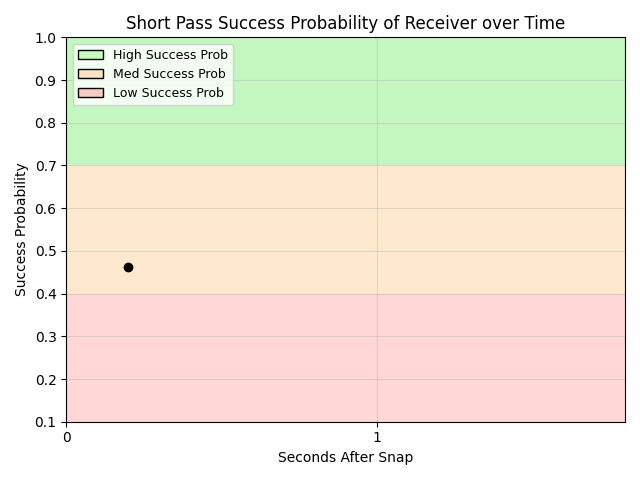 Short Pass Success Probability of Receiver over Time
High Success Prob
Med Success Prob
Low Success Prob
Success Probability
1.0
0.9
0.8
0.7
0.6
0.5
0.4
0.3
0.2
0.1
0
1
Seconds After Snap